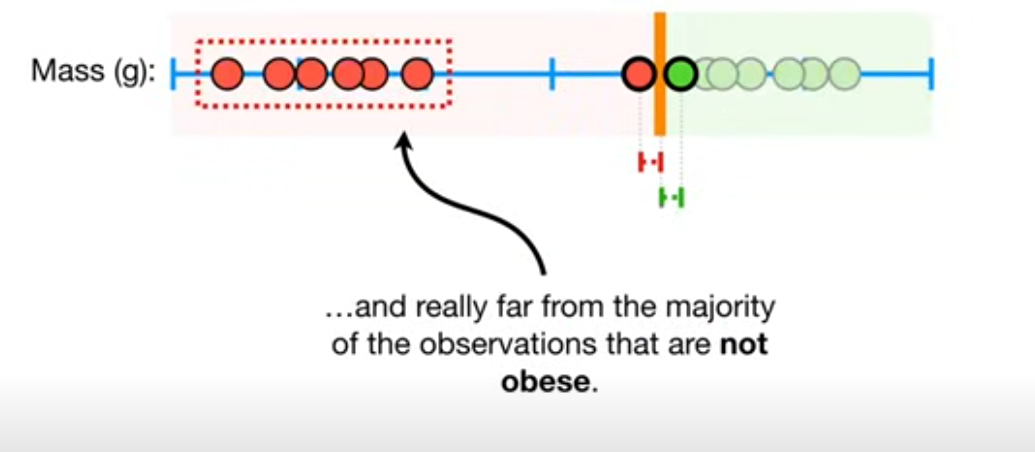 Mass (g):
…and really far from the majority
of the observations that are not
obese.